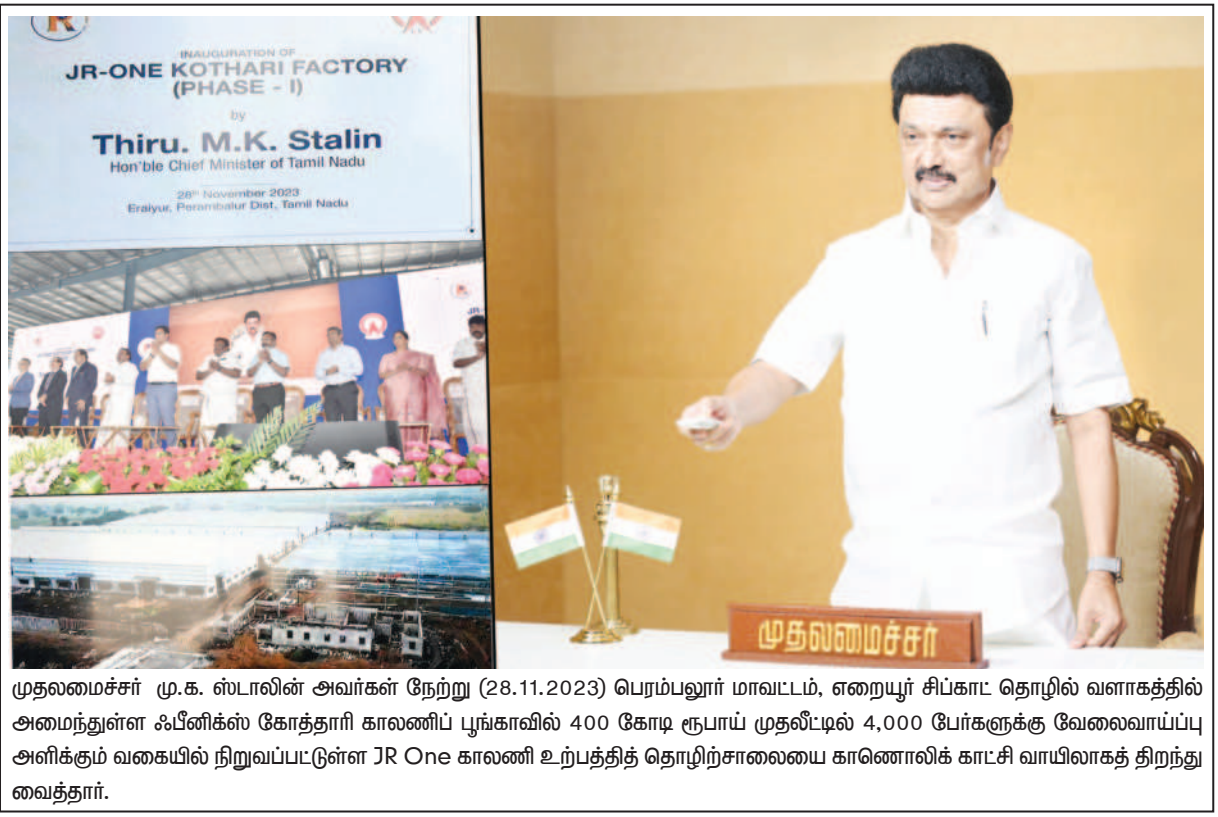 INAUGURATION OF
JR-ONE KOTHARI FACTORY
(PHASE - I)
by
Thiru. M.K. Stalin
Hon'ble Chief Minister of Tamil Nadu
28th November 2023
Eraiyur, Perambalur Dist, Tamil Nadu
முதலமைச்சர்
முதலமைச்சர் மு.க. ஸ்டாலின் அவர்கள் நேற்று (28.11.2023) பெரம்பலூர் மாவட்டம், எறையூர் சிப்காட் தொழில் வளாகத்தில்
அமைந்துள்ள ஃபீனிக்ஸ் கோத்தாரி காலணிப் பூங்காவில் 400 கோடி ரூபாய் முதலீட்டில் 4,000 பேர்களுக்கு வேலைவாய்ப்பு
அளிக்கும் வகையில் நிறுவப்பட்டுள்ள JR One காலணி உற்பத்தித் தொழிற்சாலையை காணொலிக் காட்சி வாயிலாகத் திறந்து
வைத்தார்.